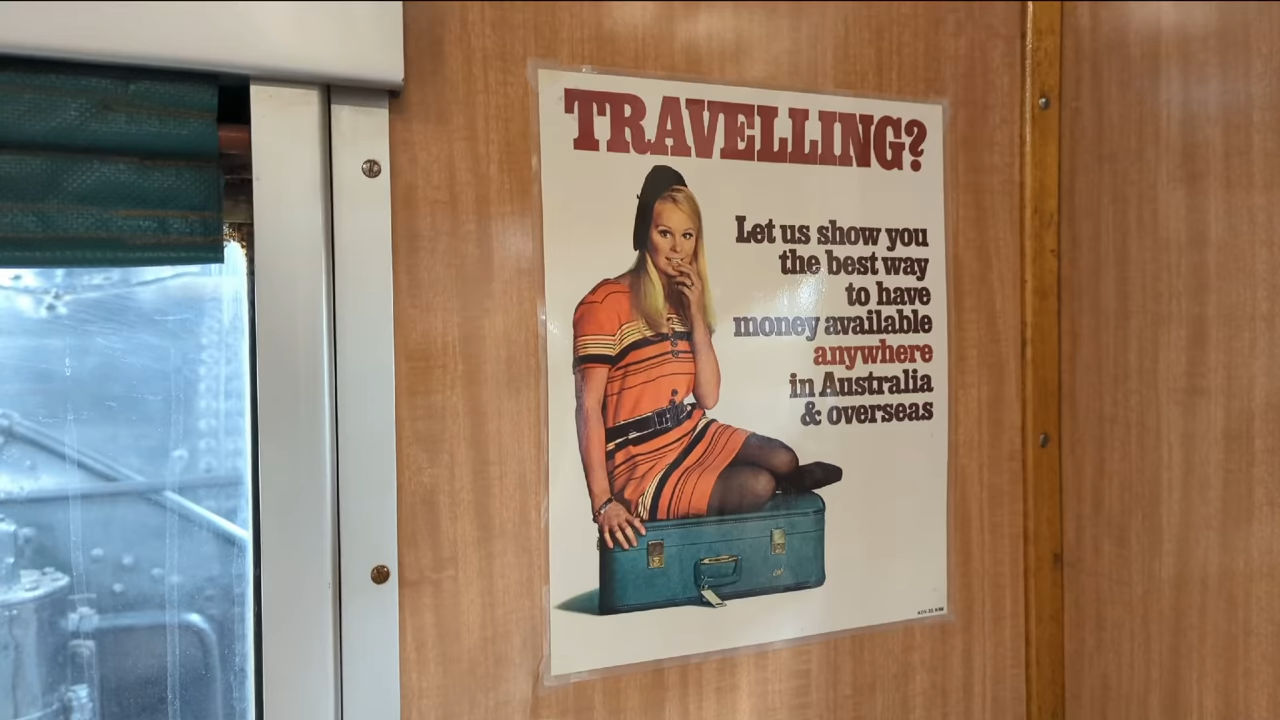 TRAVELLING?
Let us show you
the best way
to have
money available
anywhere
in Australia
& overseas